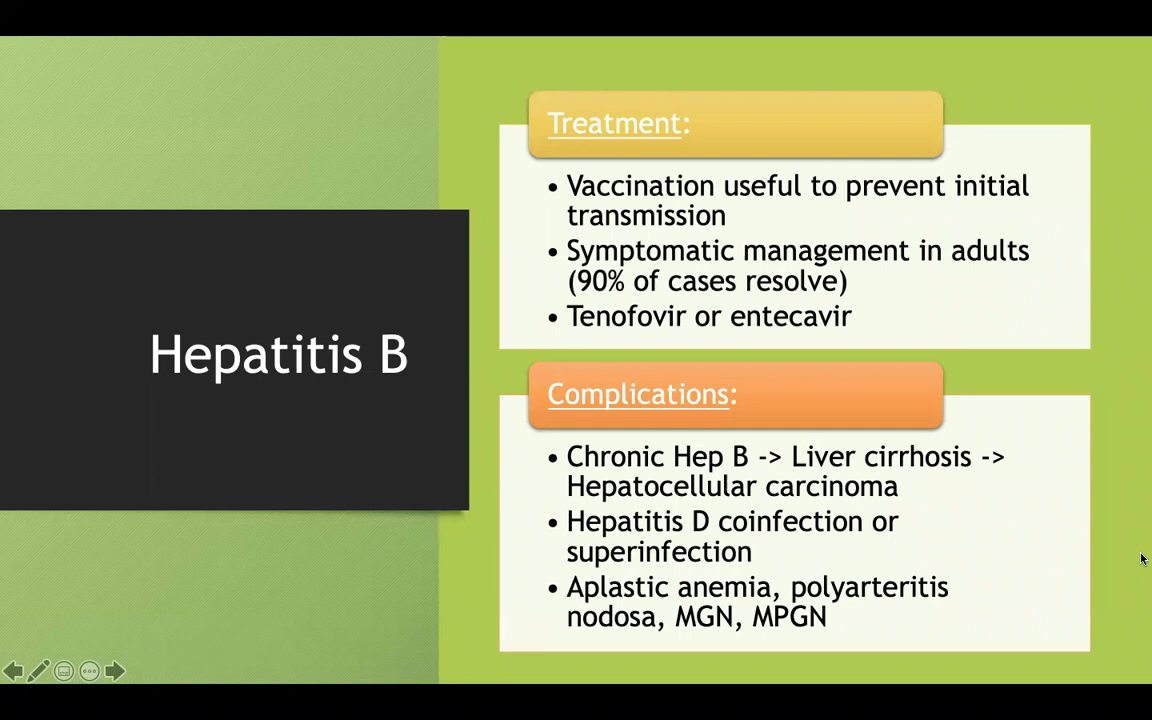 Hepatitis B
Treatment:
• Vaccination useful to prevent initial
transmission
• Symptomatic management in adults
(90% of cases resolve)
• Tenofovir or entecavir
Complications:
• Chronic Hep B -> Liver cirrhosis ->
Hepatocellular carcinoma
• Hepatitis D coinfection or
superinfection
• Aplastic anemia, polyarteritis
nodosa, MGN, MPGN